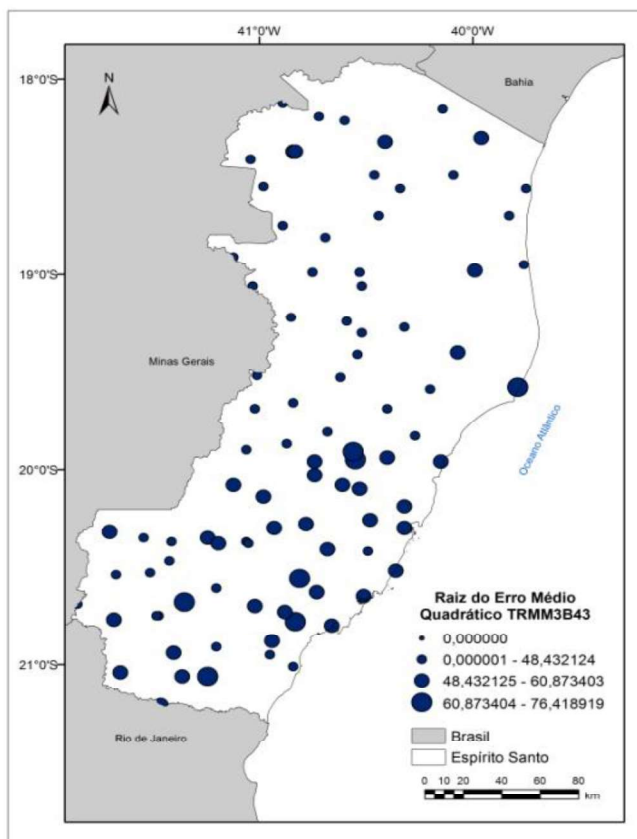 41°0'W
40°0'W
18°0'S
N
Bahia
19°0'S
Minas Gerais
Oceano Atlântico
20°0'S
Raiz do Erro Médio
Quadrático TRMM3B43
0,000000
0,000001 - 48,432124
48,432125 - 60,873403
60,873404 - 76,418919
21°0'S
Rio de Janeiro
Brasil
Espírito Santo
0 10 20 40 60 80
km